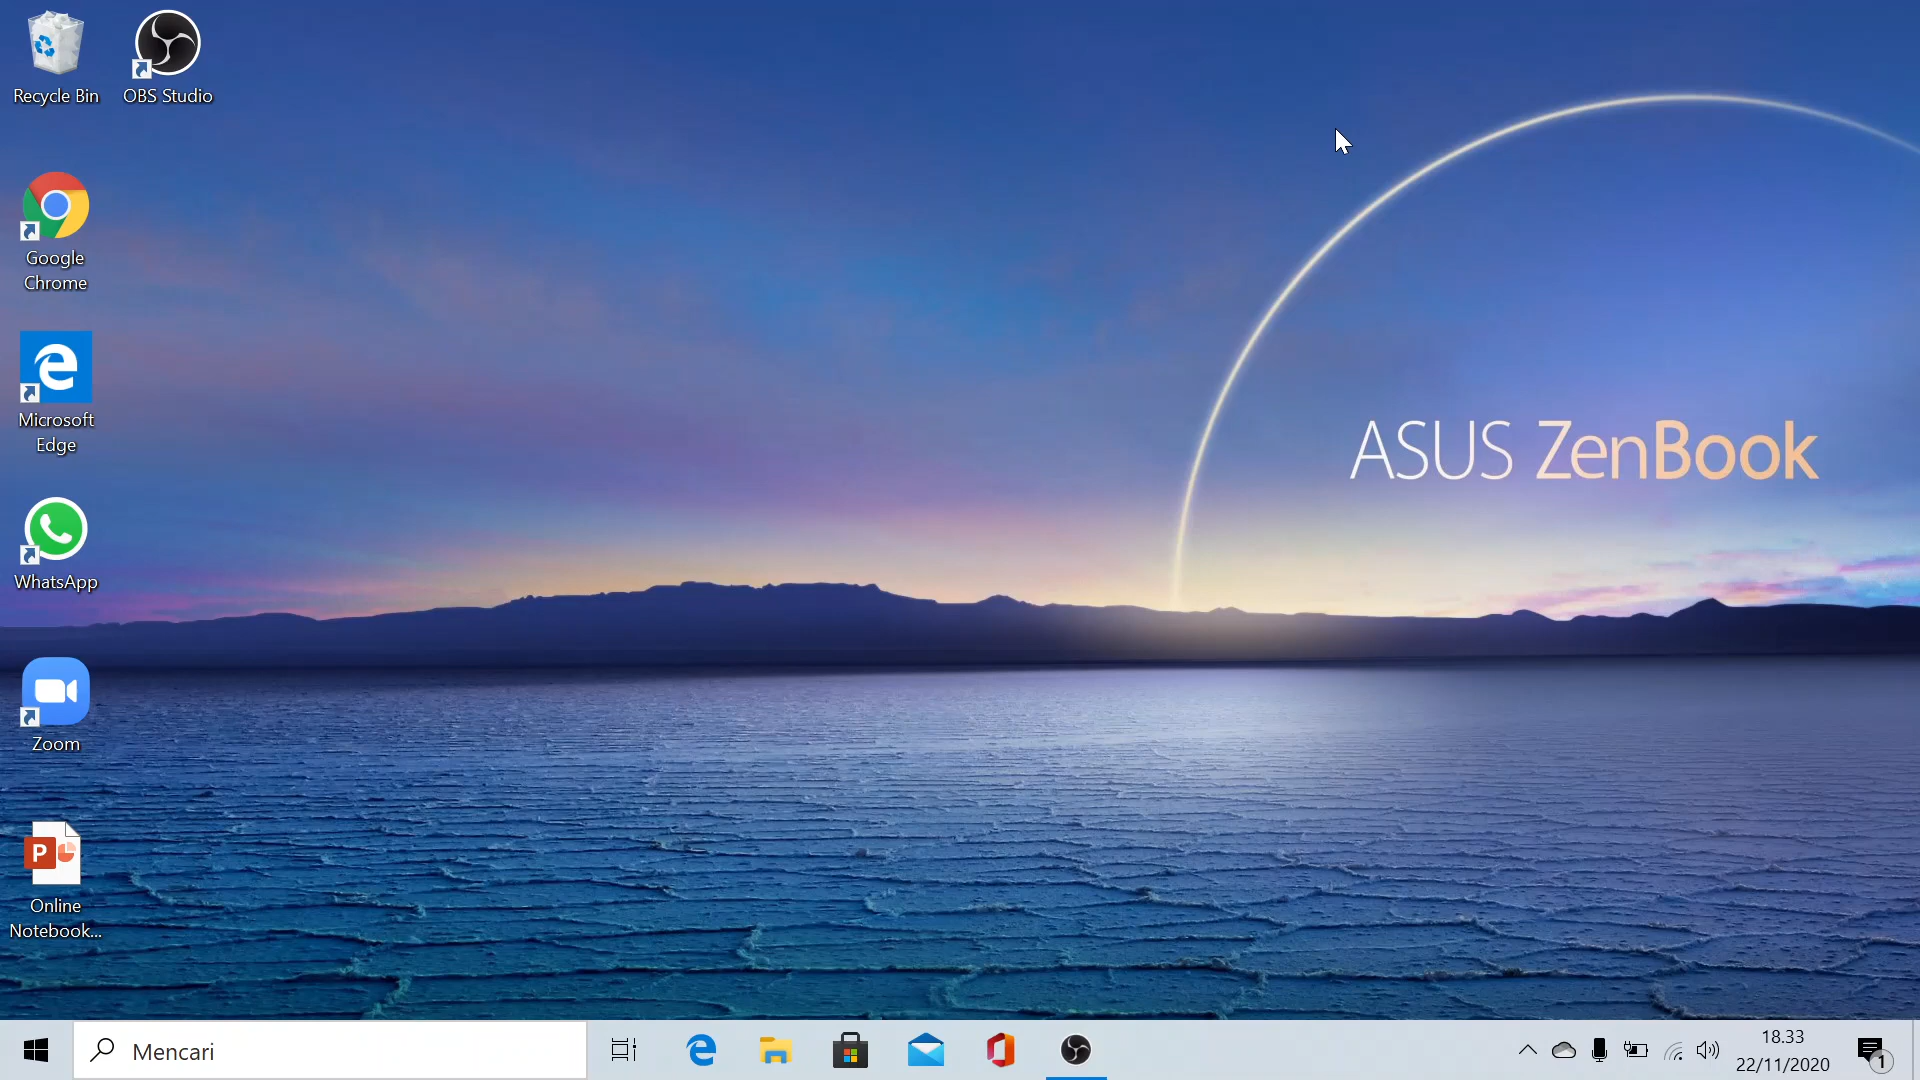 Recycle Bin
OBS Studio
Google
Chrome
Microsoft
Edge
WhatsApp
Zoom
P
Online
Notebook...
ASUS ZenBook
Mencari
18.33
22/11/2020
1